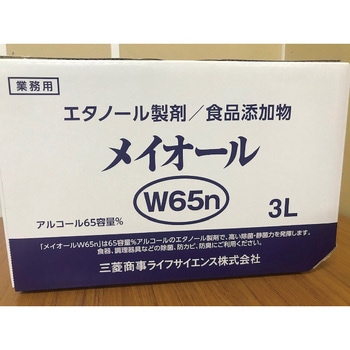 業務用
エタノール製剤／食品添加物
メイオール
W65n
3L
アルコール65容量%
「メイオールW65n」は65容量%アルコールのエタノール製剤で、高い除菌・静菌力を発揮します。
食器、調理器具などの除菌、防カビ、防臭にご利用ください。
三菱商事ライフサイエンス株式会社